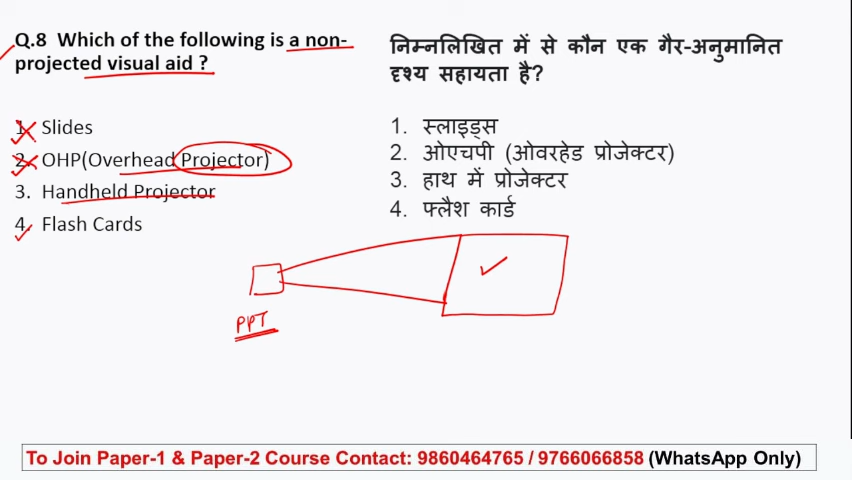 Q.8 Which of the following is a non-
projected visual aid ?
1. Slides
2. OHP(Overhead Projector)
3. Handheld Projector
4. Flash Cards
निम्नलिखित में से कौन एक गैर-अनुमानित
दृश्य सहायता है?
1. स्लाइड्स
2. ओएचपी (ओवरहेड प्रोजेक्टर)
3. हाथ में प्रोजेक्टर
4. फ्लैश कार्ड
PPT
To Join Paper-1 & Paper-2 Course Contact: 9860464765 / 9766066858 (WhatsApp Only)